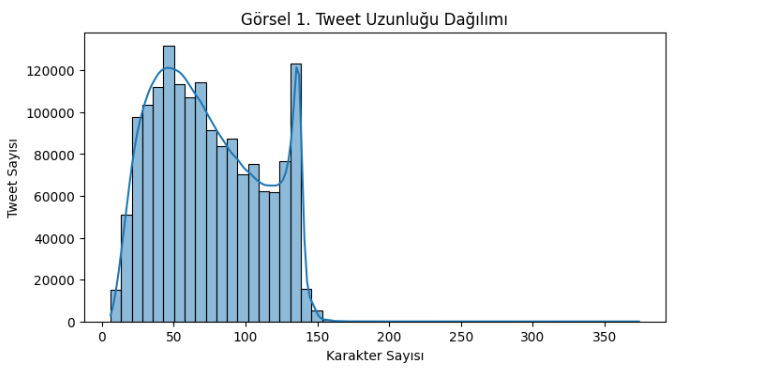 Görsel 1. Tweet Uzunluğu Dağılımı
120000
100000
80000
60000
40000
20000
0
Tweet Sayısı
0 50 100 150 200 250 300 350
Karakter Sayısı